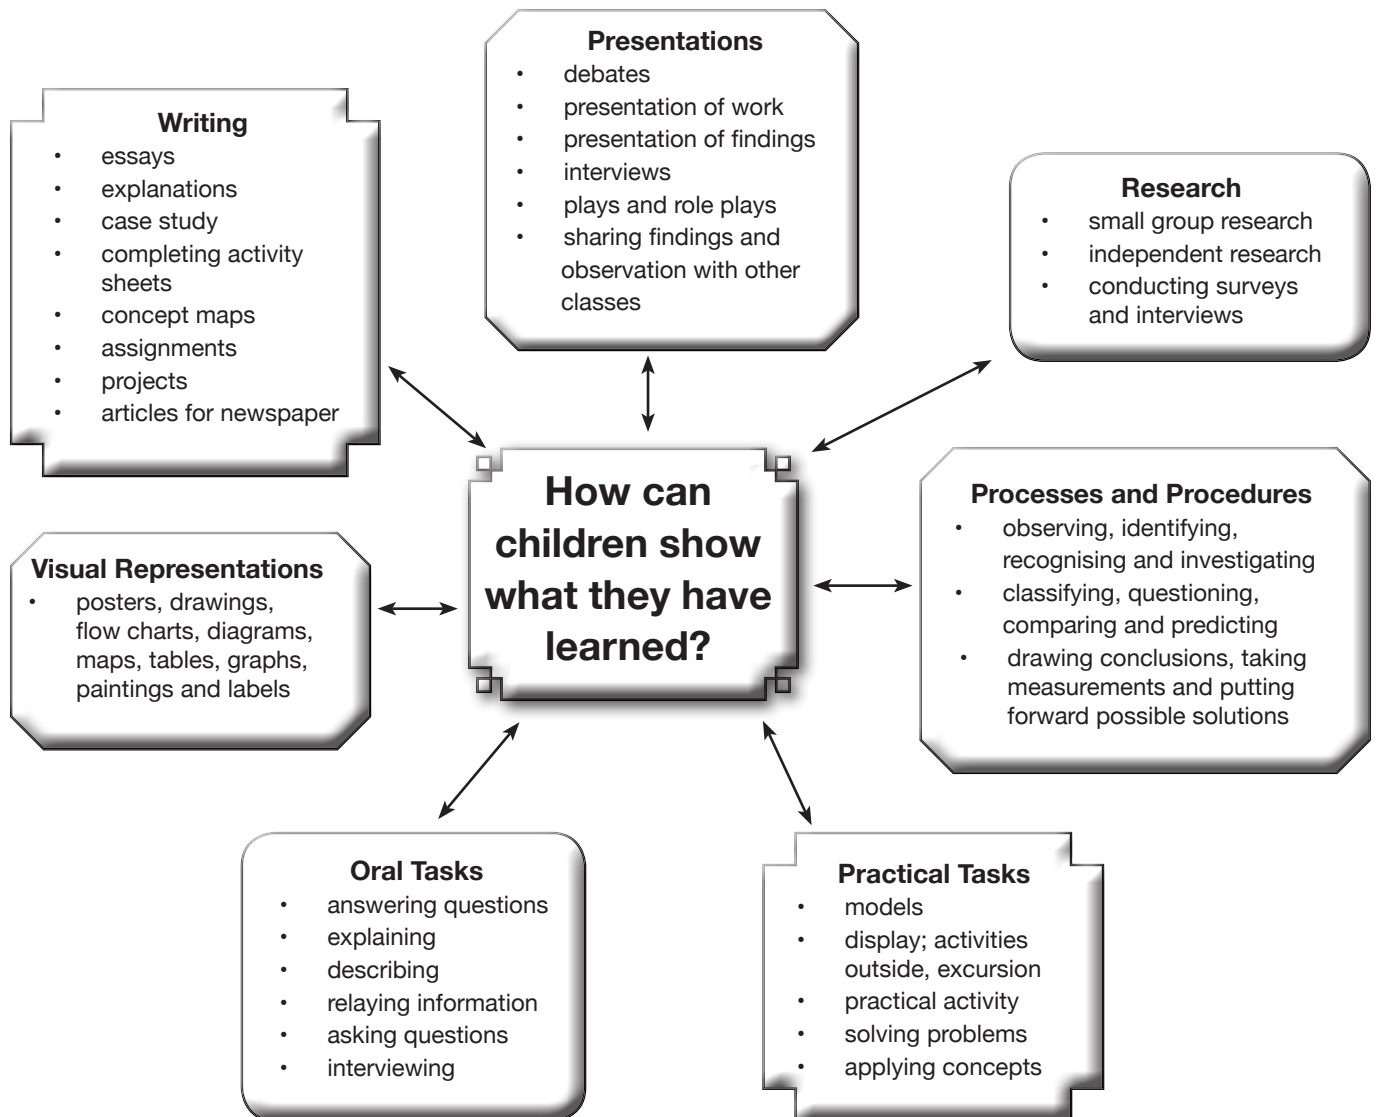 Presentations
• debates
• presentation of work
• presentation of findings
• interviews
• plays and role plays
• sharing findings and
observation with other
classes
Writing
• essays
• explanations
• case study
• completing activity
sheets
• concept maps
• assignments
• projects
• articles for newspaper
Research
• small group research
• independent research
• conducting surveys
and interviews
How can
children show
what they have
learned?
Processes and Procedures
• observing, identifying,
recognising and investigating
• classifying, questioning,
comparing and predicting
• drawing conclusions, taking
measurements and putting
forward possible solutions
Visual Representations
• posters, drawings,
flow charts, diagrams,
maps, tables, graphs,
paintings and labels
Oral Tasks
• answering questions
• explaining
• describing
• relaying information
• asking questions
• interviewing
Practical Tasks
• models
• display; activities
outside, excursion
• practical activity
• solving problems
• applying concepts